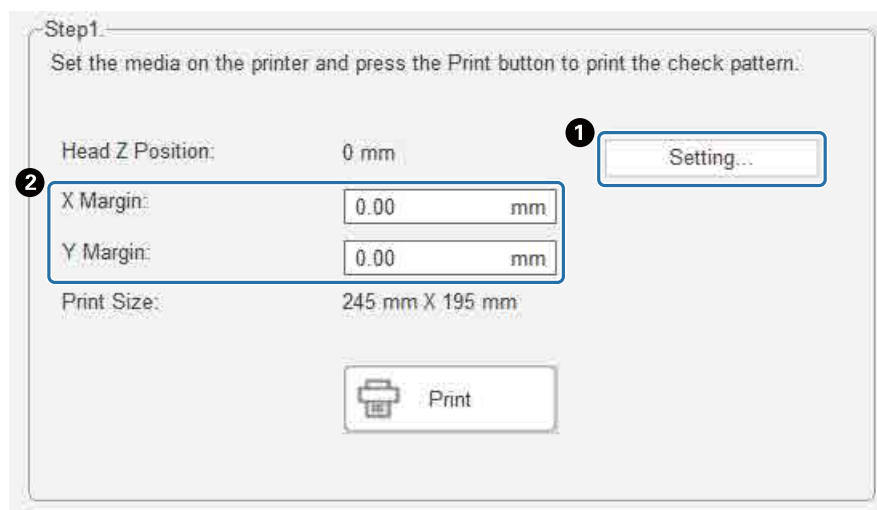 Step1.
Set the media on the printer and press the Print button to print the check pattern.
1
Head Z Position: 0 mm Setting...
2
X Margin: 0.00 mm
Y Margin: 0.00 mm
Print Size: 245 mm X 195 mm
Print